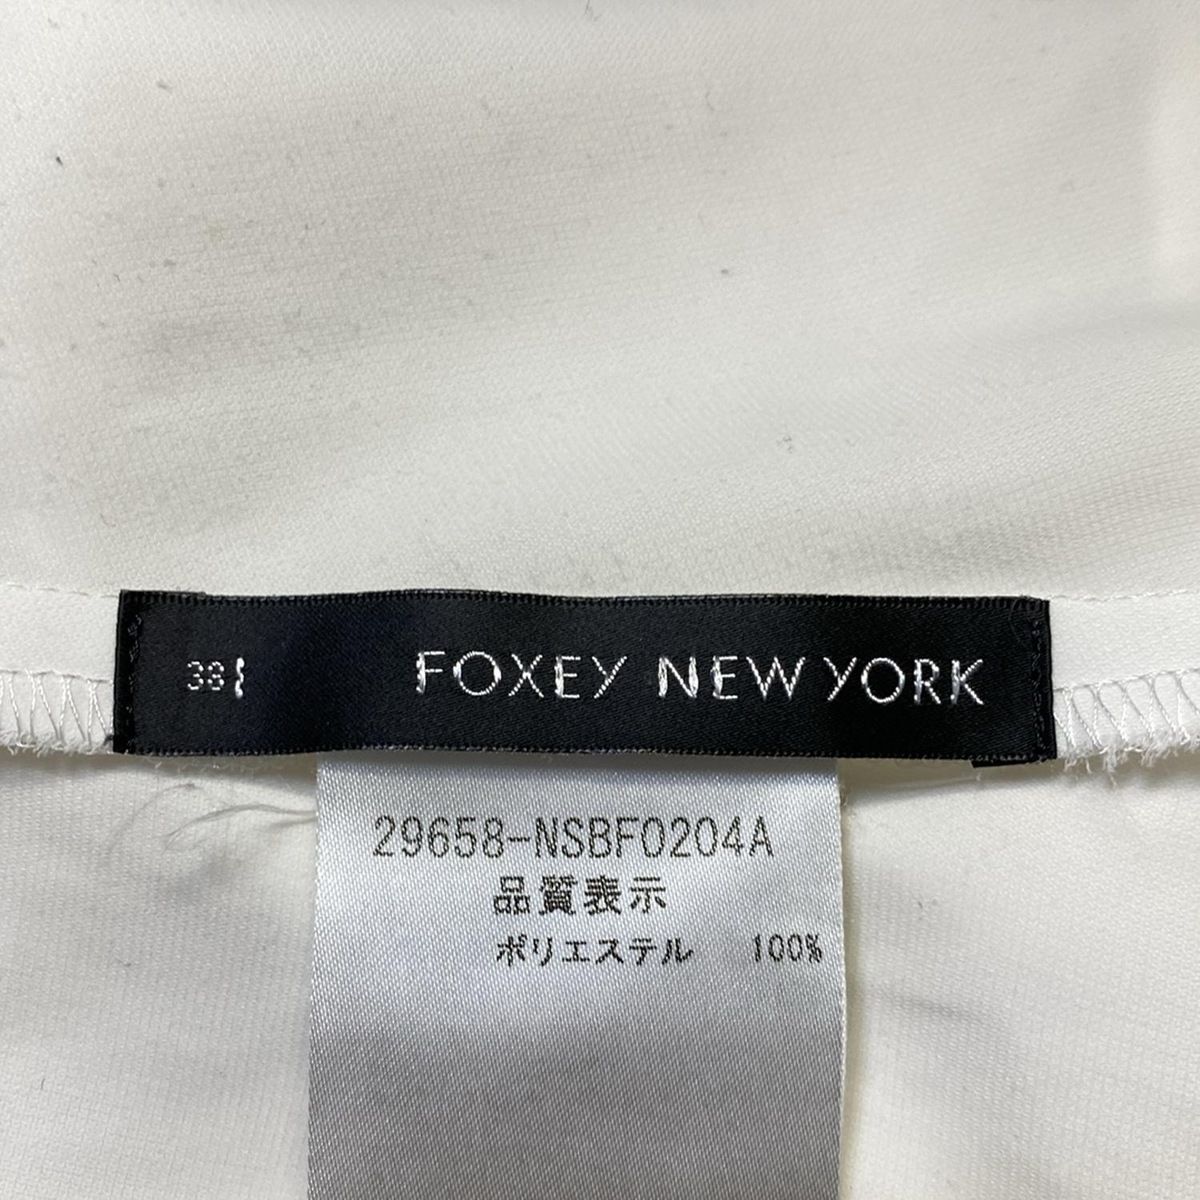 38 FOXEY NEW YORK
29658-NSBF0204A
品質表示
ポリエステル 100%